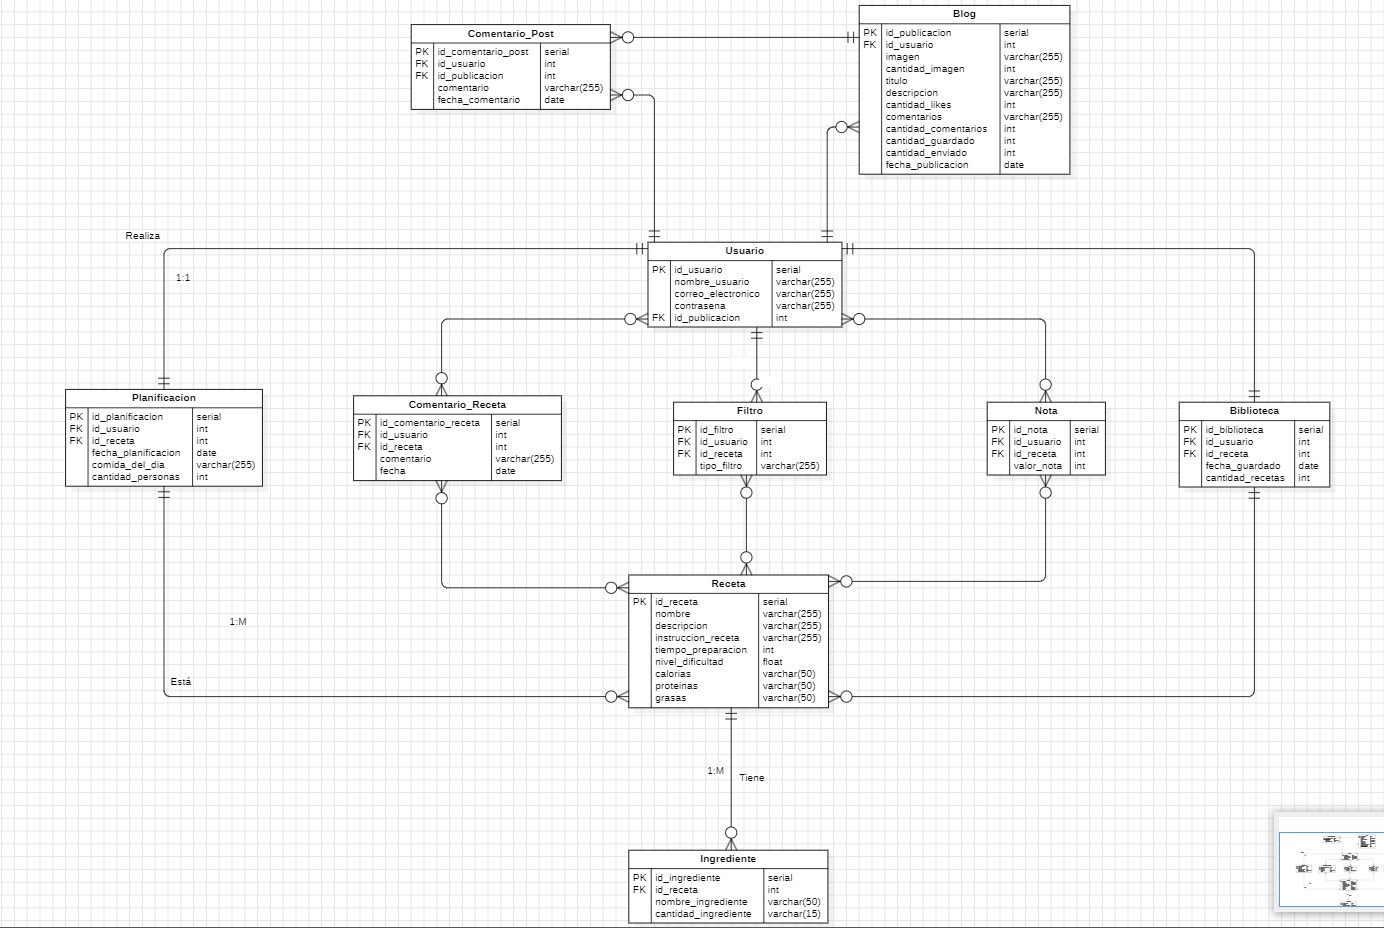 Comentario_Post
PK id_comentario_post serial
FK id_usuario int
FK id_publicacion int
comentario varchar(255)
fecha_comentario date
Blog
PK id_publicacion serial
FK id_usuario int
imagen varchar(255)
cantidad_imagen int
titulo varchar(255)
descripcion varchar(255)
cantidad_likes int
comentarios varchar(255)
cantidad_comentarios int
cantidad_guardado int
cantidad_enviado int
fecha_publicacion date
Realiza
1:1
Usuario
PK id_usuario serial
nombre_usuario varchar(255)
correo_electronico varchar(255)
contrasena varchar(255)
FK id_publicacion int
Planificacion
PK id_planificacion serial
FK id_usuario int
FK id_receta int
fecha_planificacion date
comida_del_dia varchar(255)
cantidad_personas int
Comentario_Receta
PK id_comentario_receta serial
FK id_usuario int
FK id_receta int
comentario varchar(255)
fecha date
Filtro
PK id_filtro serial
FK id_usuario int
FK id_receta int
tipo_filtro varchar(255)
Nota
PK id_nota serial
FK id_usuario int
FK id_receta int
valor_nota int
Biblioteca
PK id_biblioteca serial
FK id_usuario int
FK id_receta int
fecha_guardado date
cantidad_recetas int
1:M
Está
Receta
PK id_receta serial
nombre varchar(255)
descripcion varchar(255)
instruccion_receta varchar(255)
tiempo_preparacion int
nivel_dificultad float
calorias varchar(50)
proteinas varchar(50)
grasas varchar(50)
1:M Tiene
Ingrediente
PK id_ingrediente serial
FK id_receta int
nombre_ingrediente varchar(50)
cantidad_ingrediente varchar(15)